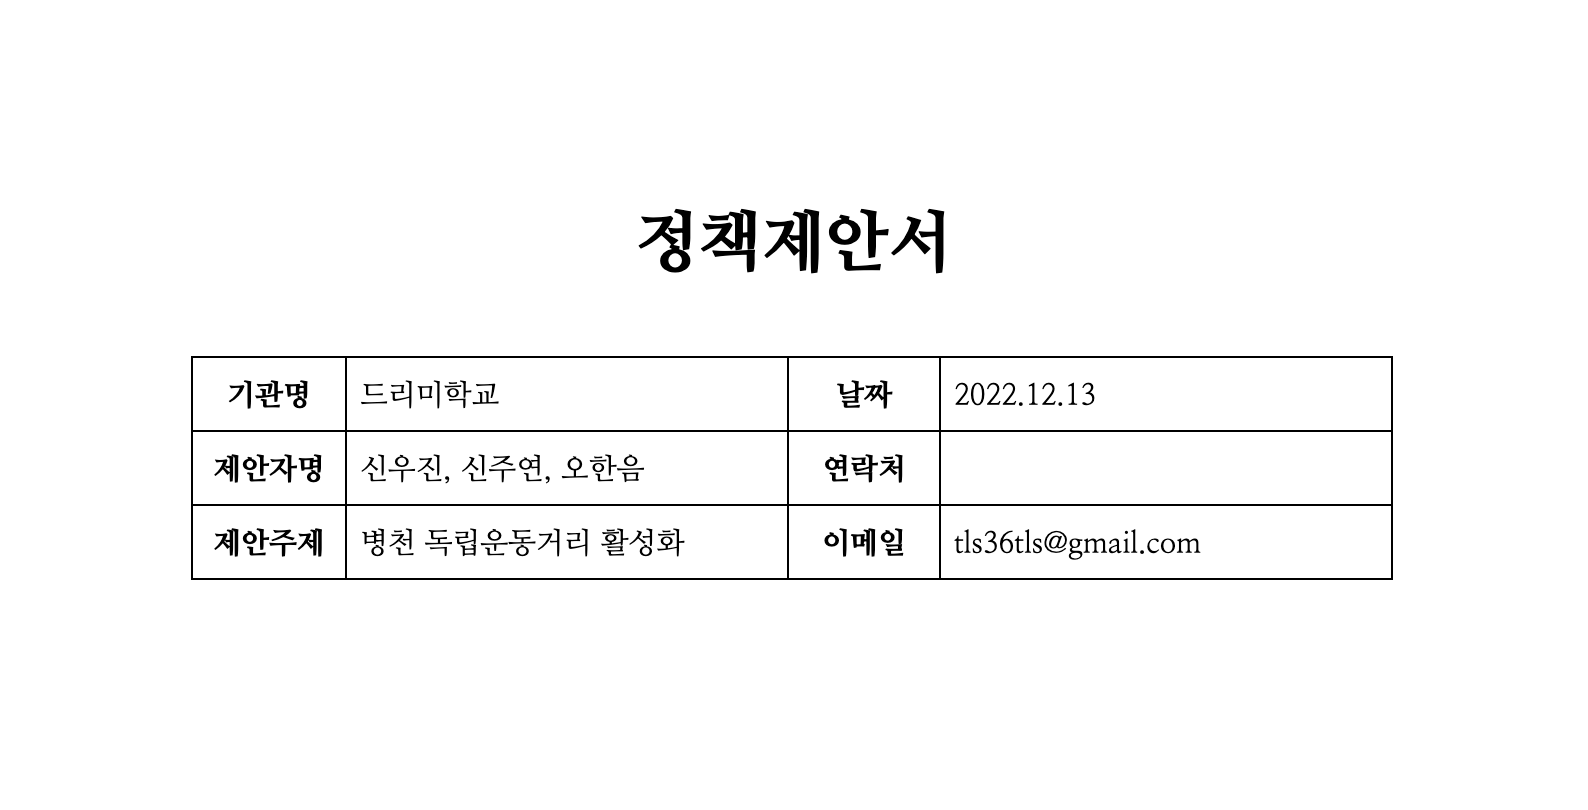 정책제안서
기관명 드리미학교 날짜 2022.12.13
제안자명 신우진, 신주연, 오한음 연락처
제안주제 병천 독립운동거리 활성화 이메일 tls36tls@gmail.com